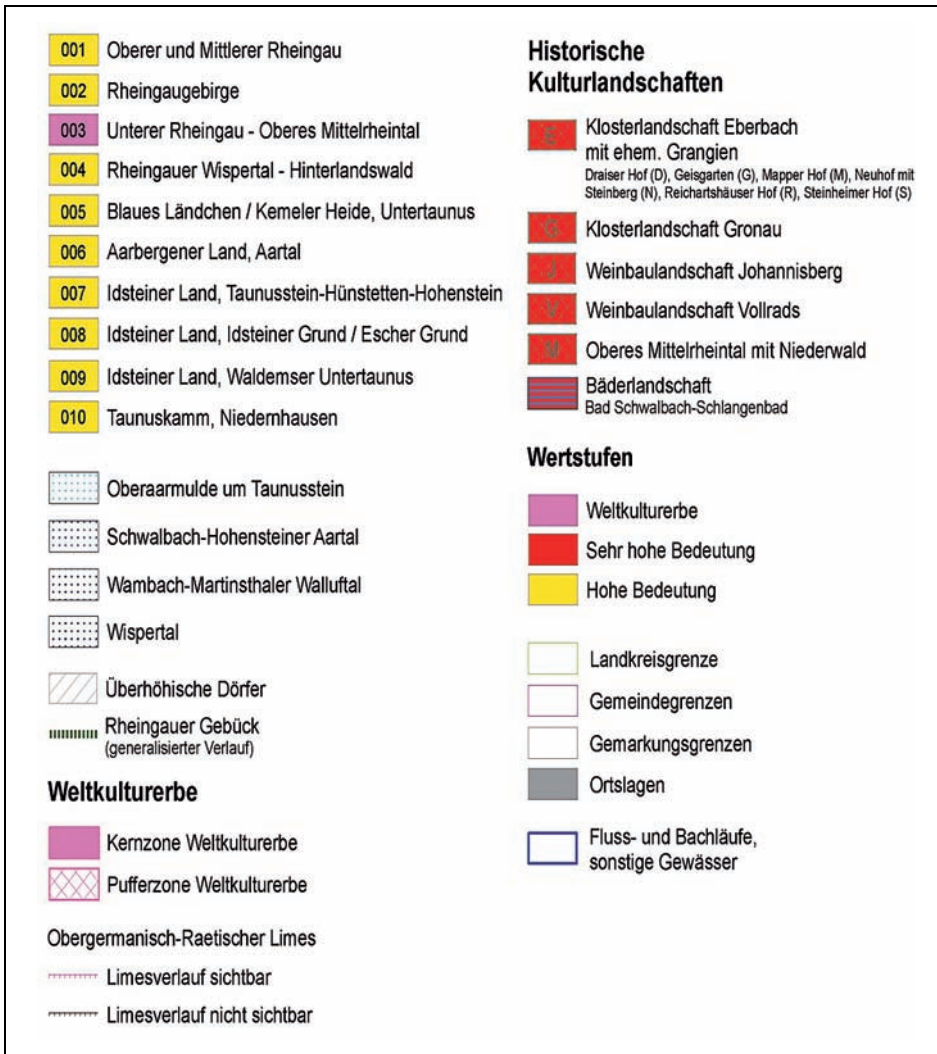 001 Oberer und Mittlerer Rheingau
002 Rheingaugebirge
003 Unterer Rheingau - Oberes Mittelrheintal
004 Rheingauer Wispertal - Hinterlandswald
005 Blaues Ländchen / Kemeler Heide, Untertaunus
006 Aarbergener Land, Aartal
007 Idsteiner Land, Taunusstein-Hünstetten-Hohenstein
008 Idsteiner Land, Idsteiner Grund / Escher Grund
009 Idsteiner Land, Waldemser Untertaunus
010 Taunuskamm, Niedernhausen
Oberaarmulde um Taunusstein
Schwalbach-Hohensteiner Aartal
Wambach-Martinsthaler Walluftal
Wispertal
Überhöhische Dörfer
Rheingauer Gebück
(generalisierter Verlauf)
Weltkulturerbe
Kernzone Weltkulturerbe
Pufferzone Weltkulturerbe
Obergermanisch-Raetischer Limes
Limesverlauf sichtbar
Limesverlauf nicht sichtbar
Historische
Kulturlandschaften
E Klosterlandschaft Eberbach
mit ehem. Grangien
Draiser Hof (D), Geisgarten (G), Mapper Hof (M), Neuhof mit
Steinberg (N), Reichartshäuser Hof (R), Steinheimer Hof (S)
G Klosterlandschaft Gronau
J Weinbaulandschaft Johannisberg
V Weinbaulandschaft Vollrads
M Oberes Mittelrheintal mit Niederwald
Bäderlandschaft
Bad Schwalbach-Schlangenbad
Wertstufen
Weltkulturerbe
Sehr hohe Bedeutung
Hohe Bedeutung
Landkreisgrenze
Gemeindegrenzen
Gemarkungsgrenzen
Ortslagen
Fluss- und Bachläufe,
sonstige Gewässer